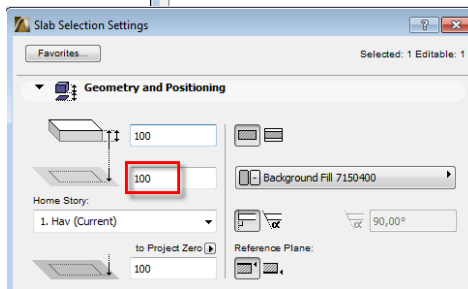 Slab Selection Settings
Favorites...
Selected: 1 Editable: 1
Geometry and Positioning
100
100
Background Fill 7150400
Home Story:
1. Hav (Current)
α
α
90,00°
to Project Zero
Reference Plane:
100